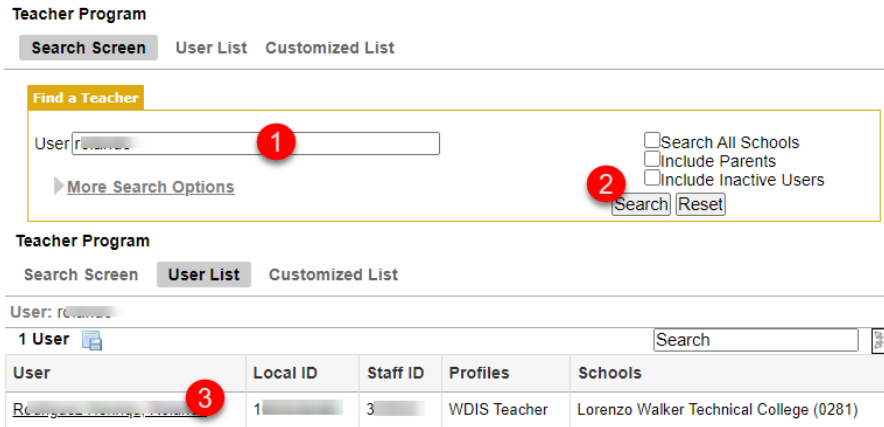 Teacher Program
Search Screen User List Customized List
Find a Teacher
User 1
Search All Schools
Include Parents
Include Inactive Users
More Search Options
2
Search Reset
Teacher Program
Search Screen User List Customized List
User:
1 User Search
User Local ID Staff ID Profiles Schools
3 1 3 WDIS Teacher Lorenzo Walker Technical College (0281)